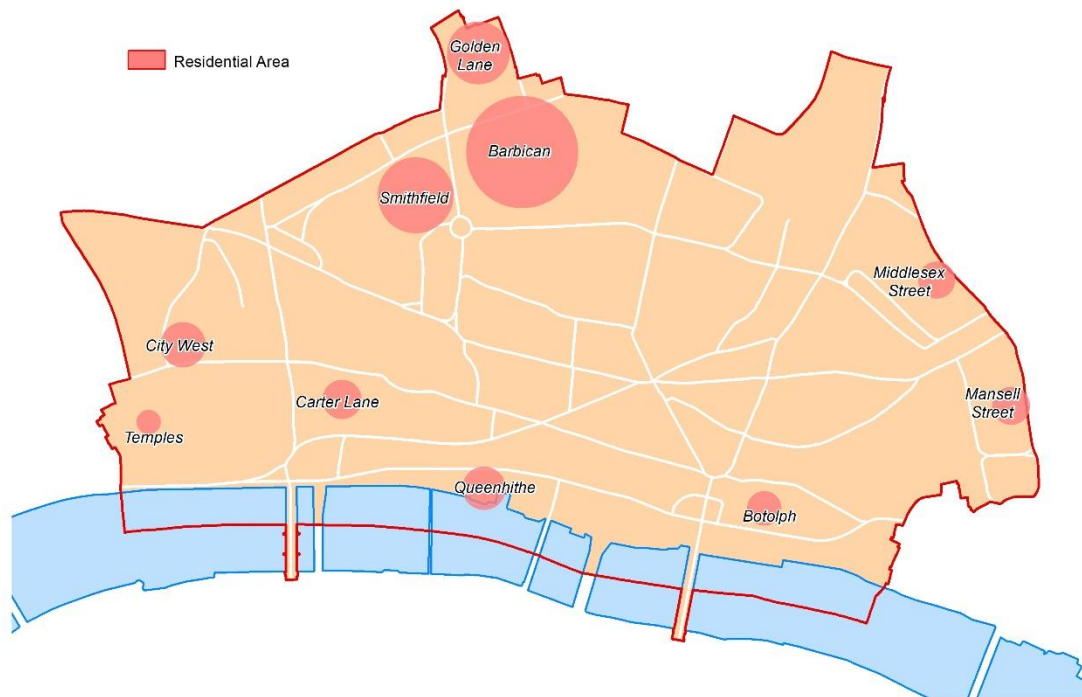 Golden
Lane
Residential Area
Barbican
Smithfield
Middlesex
Street
City West
Carter Lane
Mansell
Street
Temples
Queenhithe
Botolph